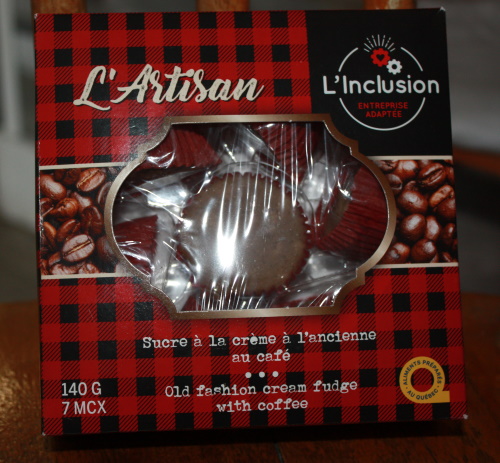 L'Artisan
L'Inclusion
ENTREPRISE
ADAPTÉE
Sucre à la crème à l'ancienne
au café
Old fashion cream fudge
with coffee
140 G
7 MCX
ALIMENTS PRÉPARÉS
AU QUÉBEC